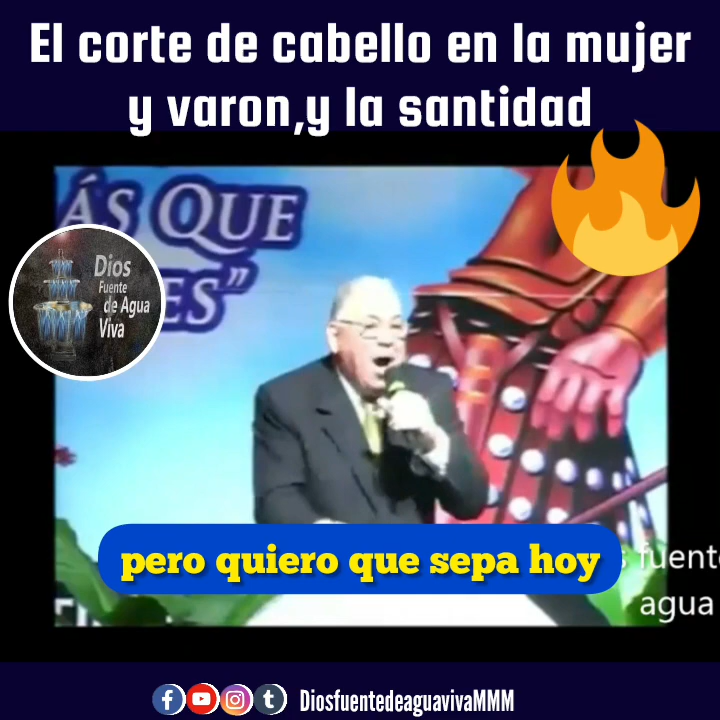 El corte de cabello en la mujer
y varon,y la santidad
ÁS QUE
ES”
Dios
Fuente
de Agua
Viva
pero quiero que sepa hoy
fuent
agua
DiosfuentedeaguavivaMMM